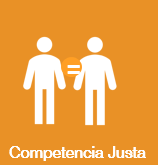 =
Competencia Justa